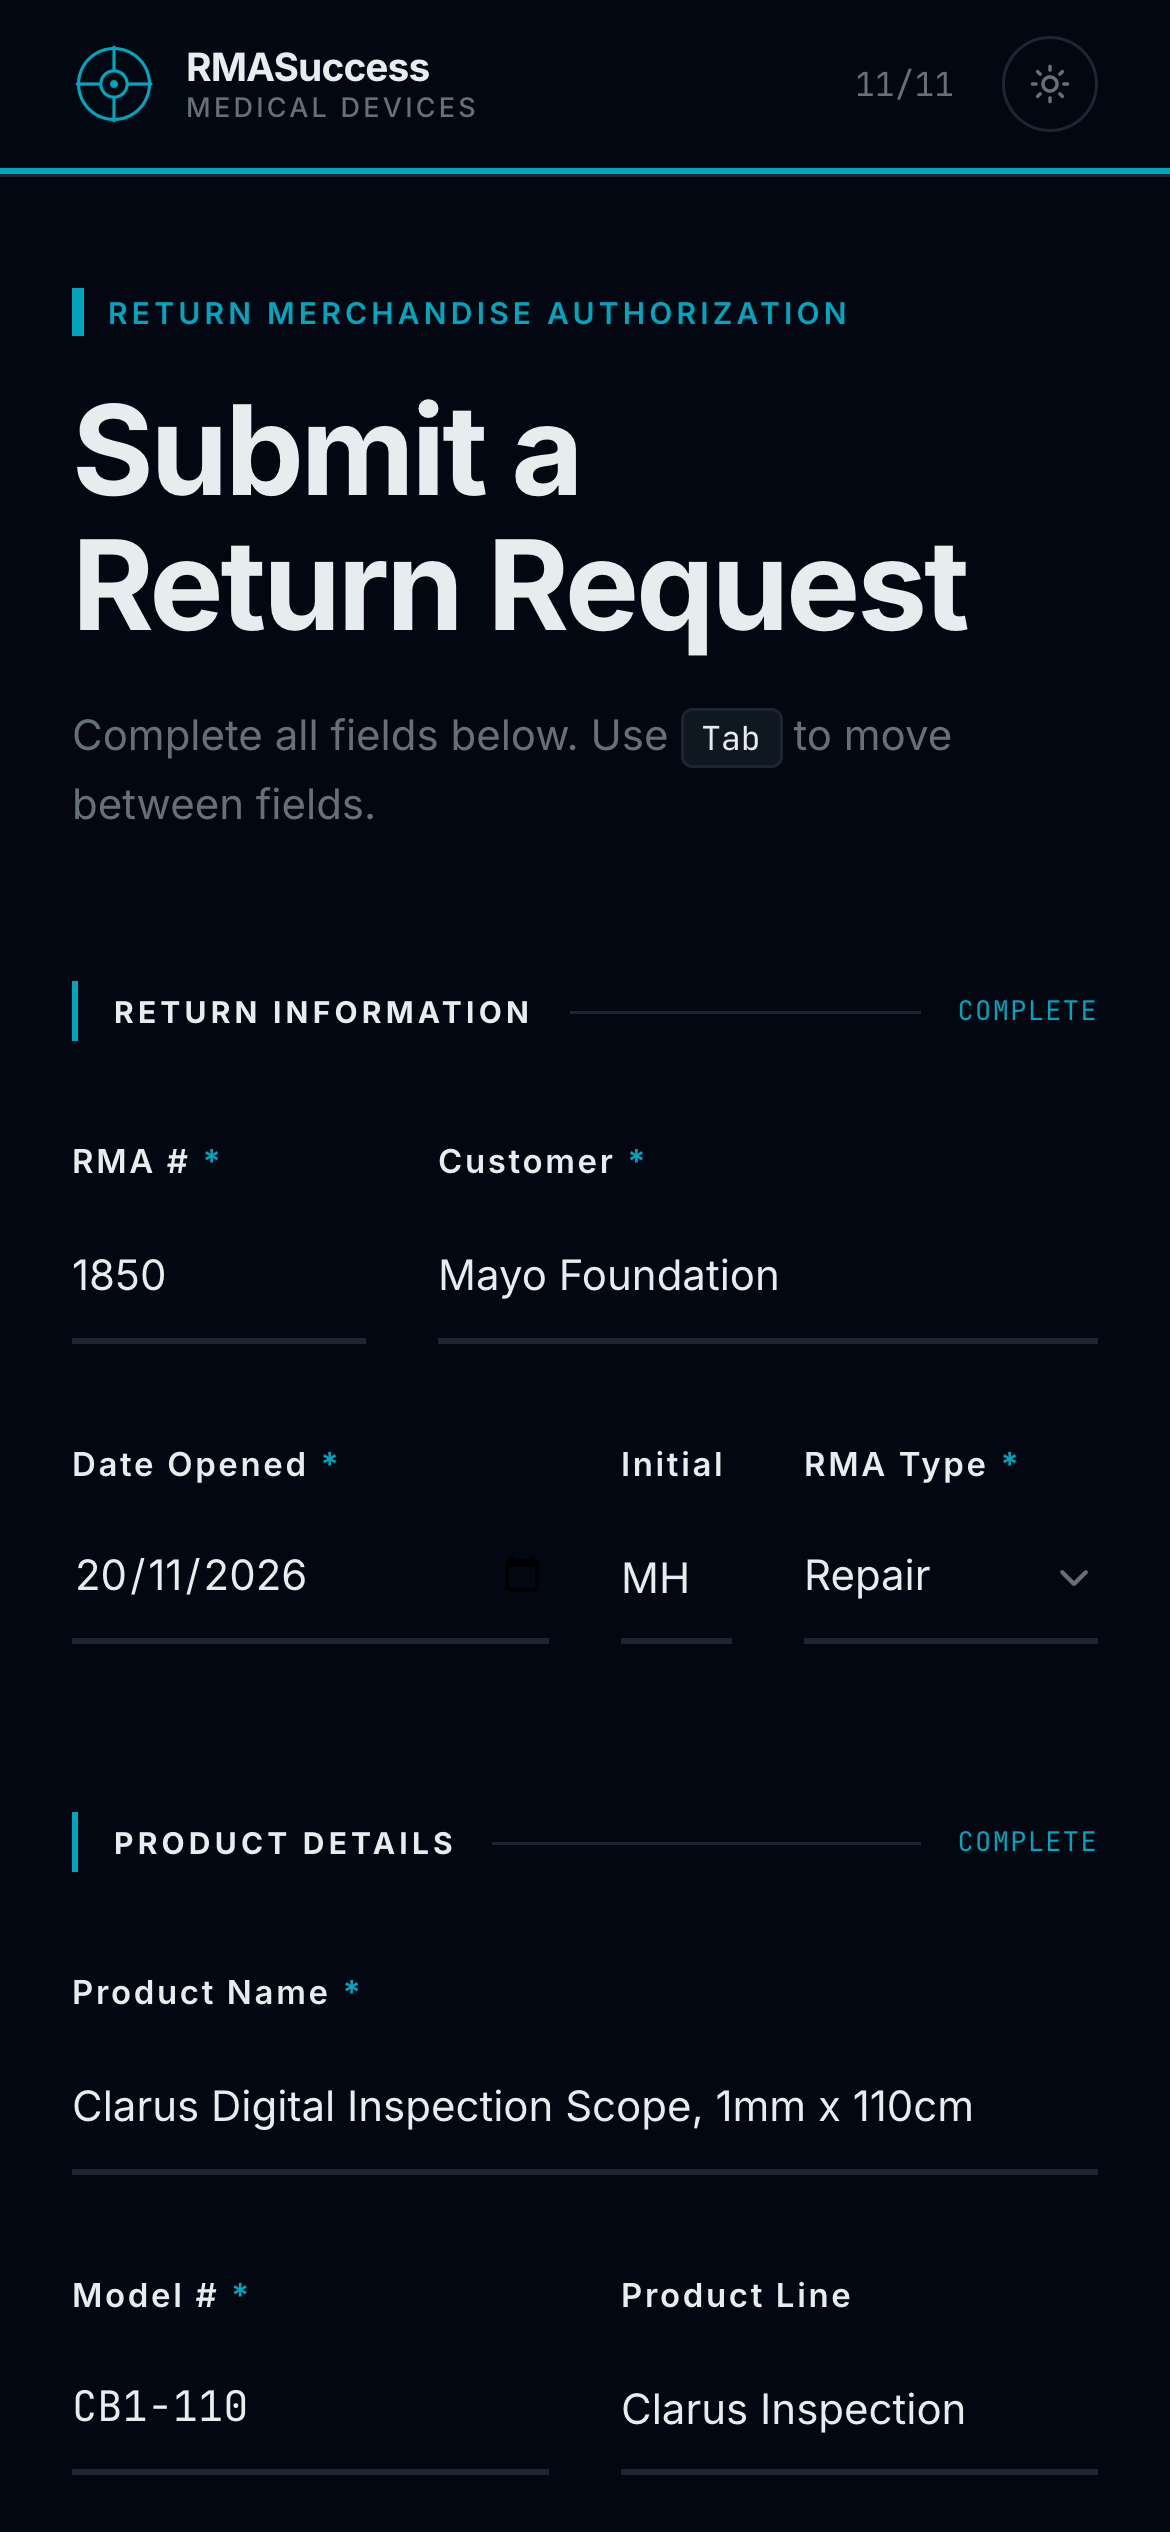 RMASuccess
MEDICAL DEVICES
11/11
RETURN MERCHANDISE AUTHORIZATION
Submit a
Return Request
Complete all fields below. Use Tab to move
between fields.
RETURN INFORMATION
COMPLETE
RMA # *
Customer *
1850
Mayo Foundation
Date Opened *
Initial
RMA Type *
20/11/2026
MH
Repair
PRODUCT DETAILS
COMPLETE
Product Name *
Clarus Digital Inspection Scope, 1mm x 110cm
Model # *
Product Line
CB1-110
Clarus Inspection